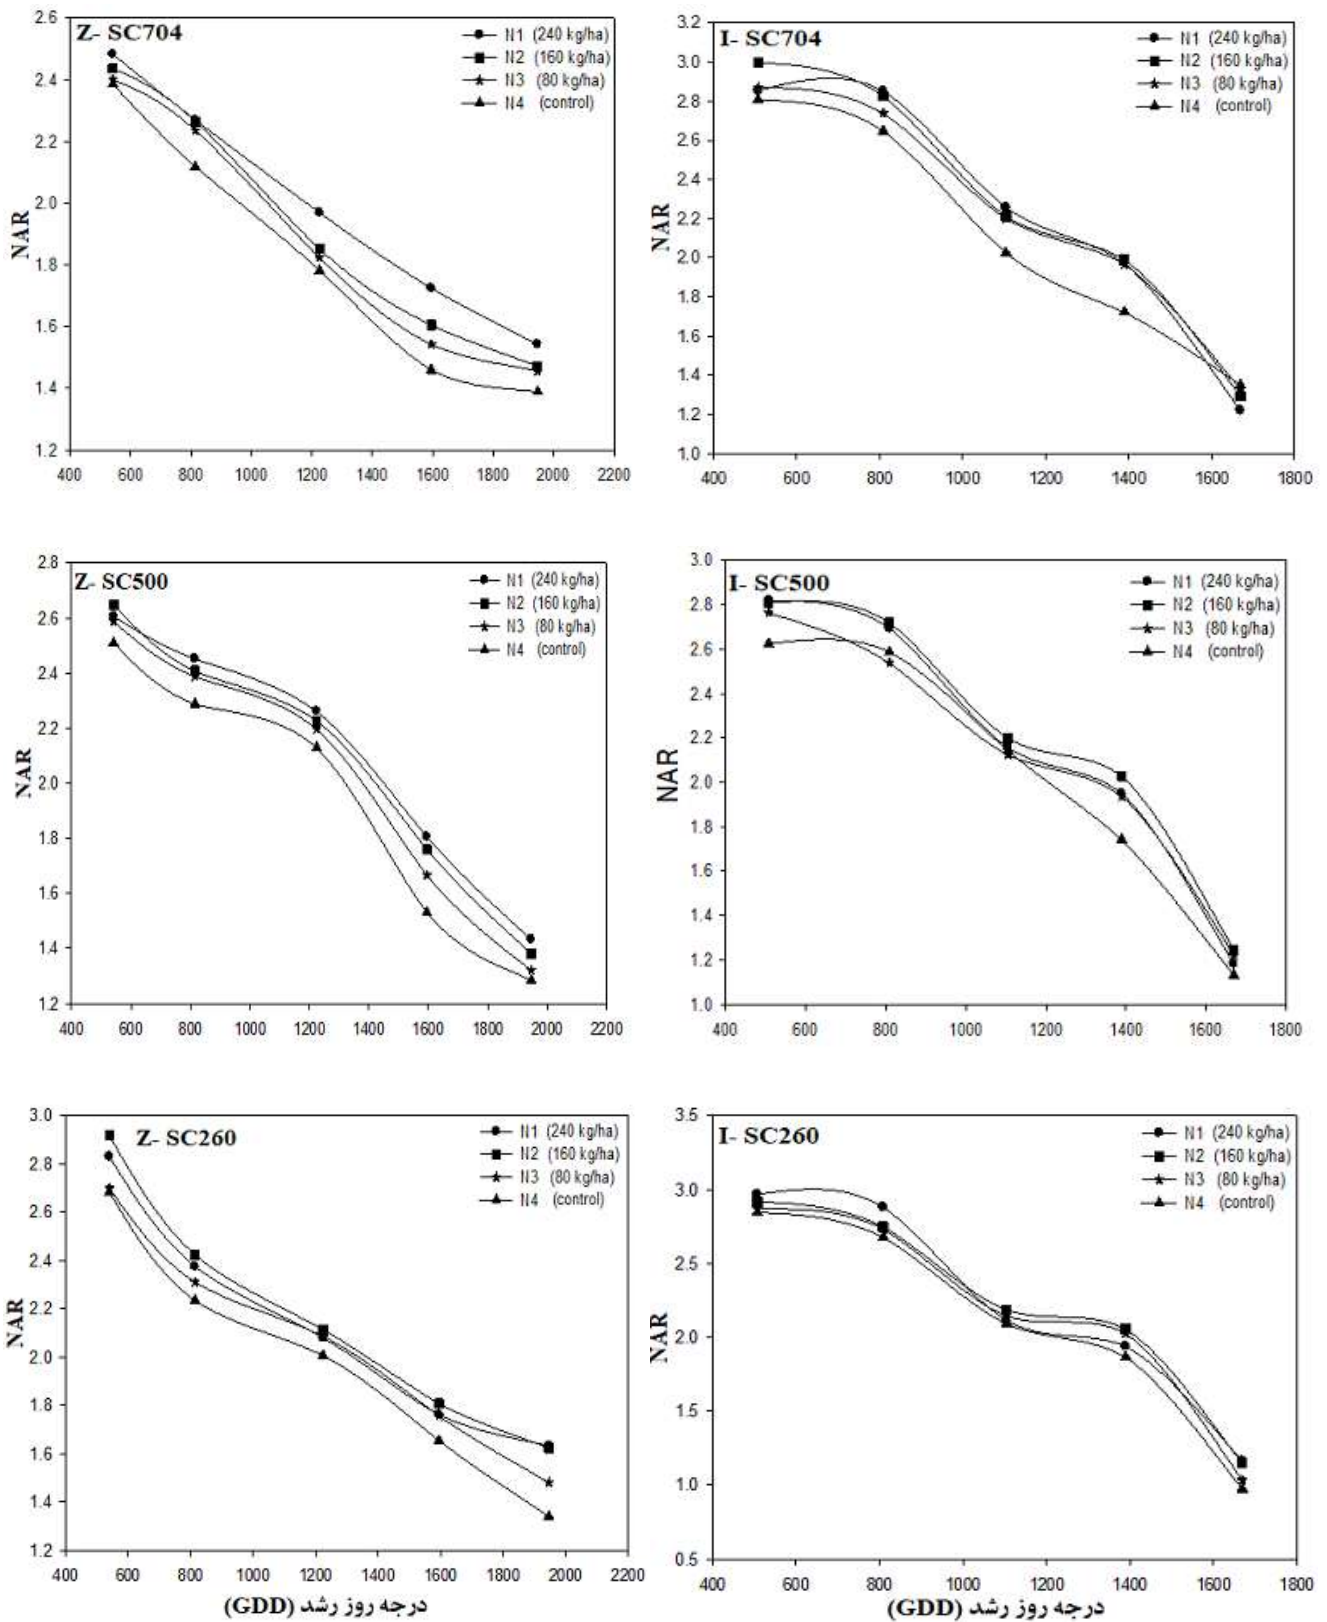 Z- SC704
N1 (240 kg/ha)
N2 (160 kg/ha)
N3 (80 kg/ha)
N4 (control)
NAR
2.6
2.4
2.2
2.0
1.8
1.6
1.4
1.2
400 600 800 1000 1200 1400 1600 1800 2000 2200
I- SC704
N1 (240 kg/ha)
N2 (160 kg/ha)
N3 (80 kg/ha)
N4 (control)
NAR
3.2
3.0
2.8
2.6
2.4
2.2
2.0
1.8
1.6
1.4
1.2
1.0
400 600 800 1000 1200 1400 1600 1800
Z- SC500
N1 (240 kg/ha)
N2 (160 kg/ha)
N3 (80 kg/ha)
N4 (control)
NAR
2.8
2.6
2.4
2.2
2.0
1.8
1.6
1.4
1.2
400 600 800 1000 1200 1400 1600 1800 2000 2200
I- SC500
N1 (240 kg/ha)
N2 (160 kg/ha)
N3 (80 kg/ha)
N4 (control)
NAR
3.0
2.8
2.6
2.4
2.2
2.0
1.8
1.6
1.4
1.2
1.0
400 600 800 1000 1200 1400 1600 1800
Z- SC260
N1 (240 kg/ha)
N2 (160 kg/ha)
N3 (80 kg/ha)
N4 (control)
NAR
3.0
2.8
2.6
2.4
2.2
2.0
1.8
1.6
1.4
1.2
400 600 800 1000 1200 1400 1600 1800 2000 2200
درجه روز رشد (GDD)
I- SC260
N1 (240 kg/ha)
N2 (160 kg/ha)
N3 (80 kg/ha)
N4 (control)
NAR
3.5
3.0
2.5
2.0
1.5
1.0
0.5
400 600 800 1000 1200 1400 1600 1800
درجه روز رشد (GDD)